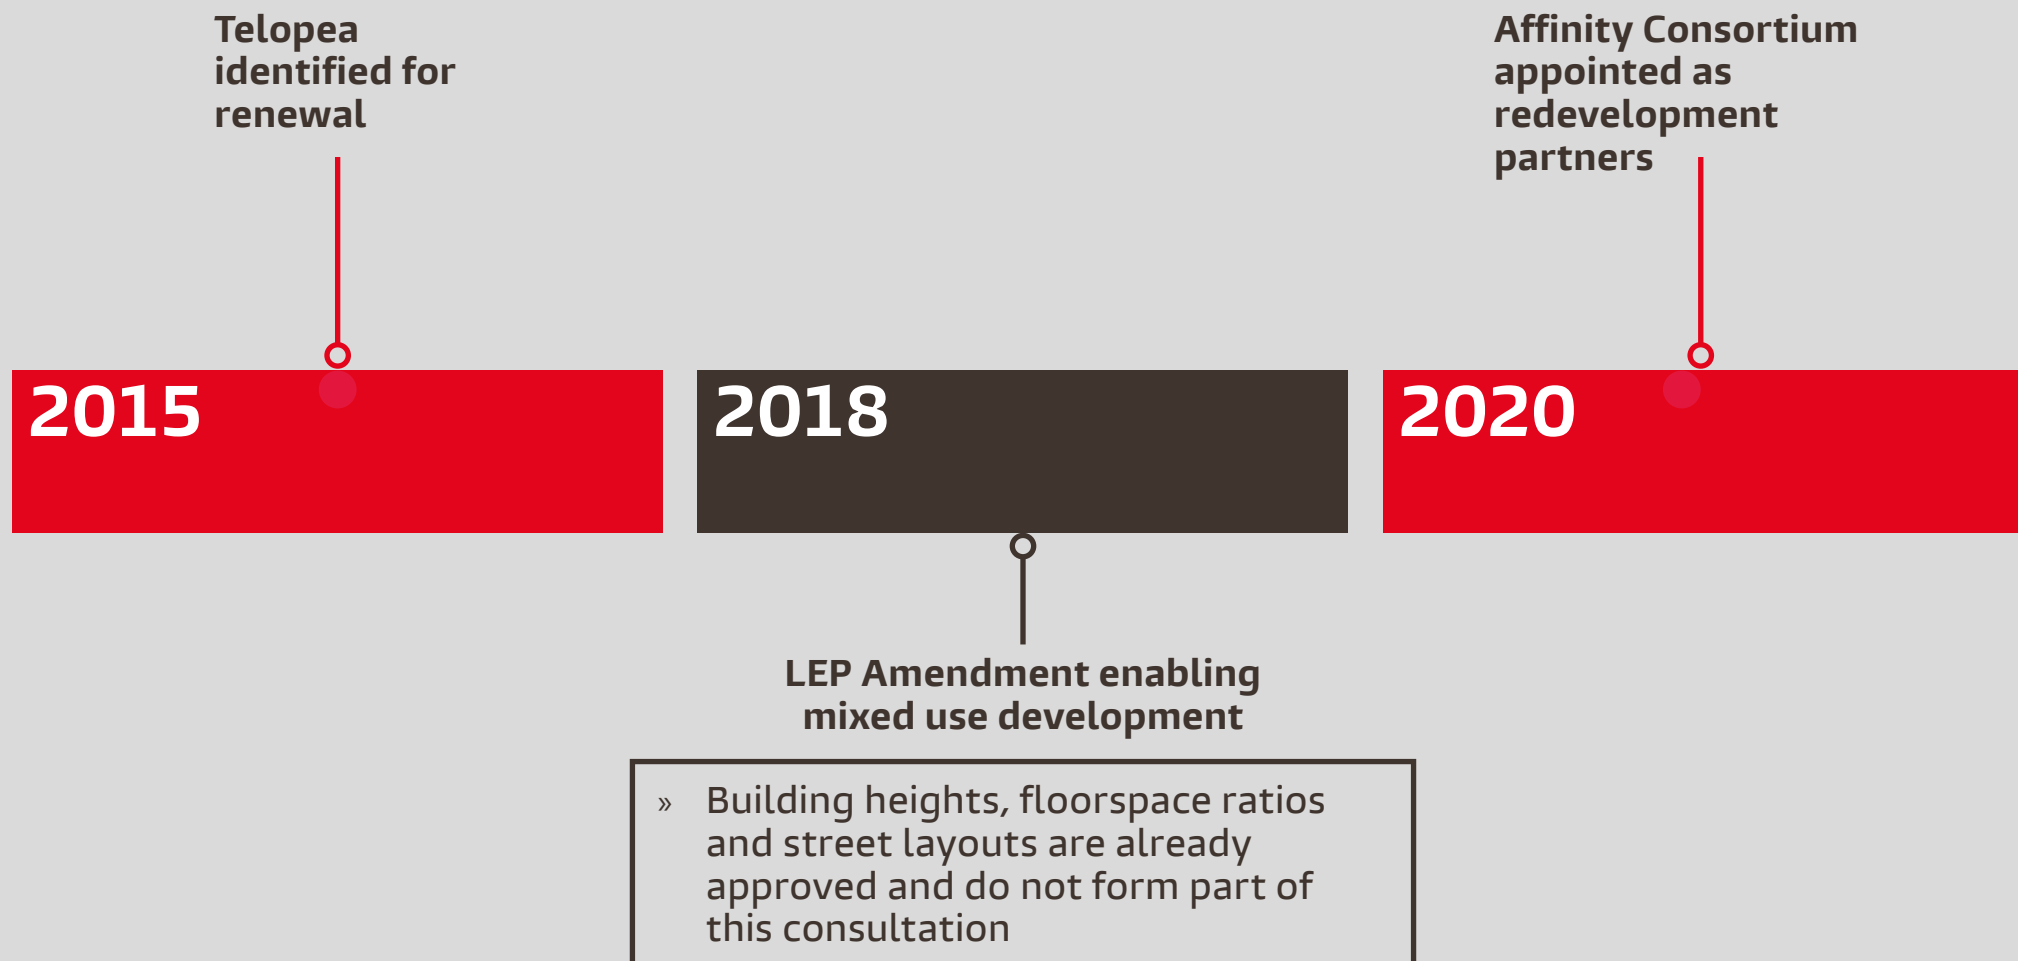 Telopea
identified for
renewal
Affinity Consortium
appointed as
redevelopment
partners
2015
2018
2020
LEP Amendment enabling
mixed use development
» Building heights, floorspace ratios
and street layouts are already
approved and do not form part of
this consultation